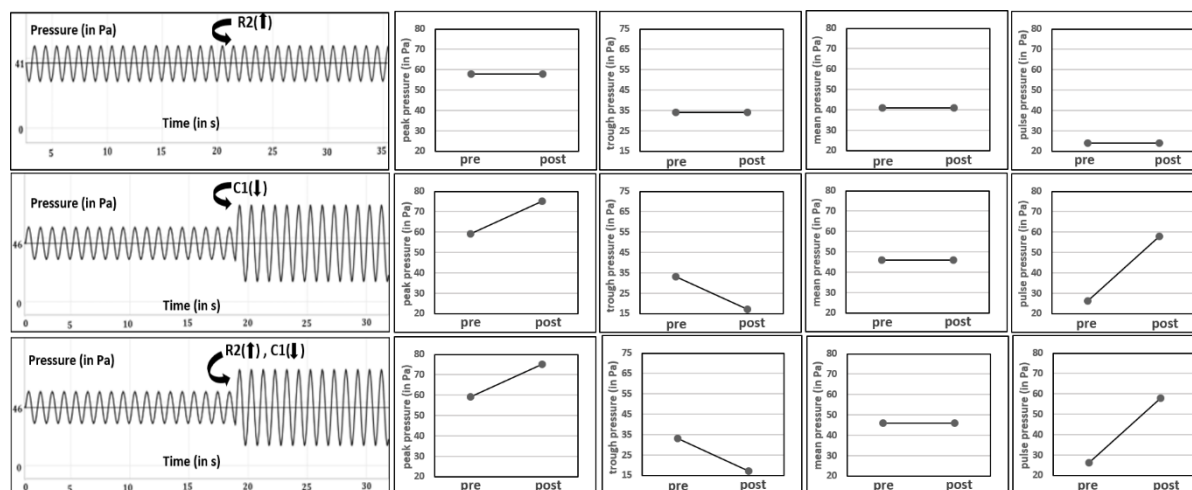 R2(⬆)
Pressure (in Pa)
41
Time (in s)
0
5 10 15 20 25 30 35
peak pressure (in Pa)
80
70
60
50
40
30
20
pre post
trough pressure (in Pa)
75
65
55
45
35
25
15
pre post
mean pressure (in Pa)
80
70
60
50
40
30
20
pre post
pulse pressure (in Pa)
80
70
60
50
40
30
20
pre post
C1(⬇)
Pressure (in Pa)
46
Time (in s)
0
0 5 10 15 20 25 30
peak pressure (in Pa)
80
70
60
50
40
30
20
pre post
trough pressure (in Pa)
75
65
55
45
35
25
15
pre post
mean pressure (in Pa)
80
70
60
50
40
30
20
pre post
pulse pressure (in Pa)
80
70
60
50
40
30
20
pre post
R2(⬆) , C1(⬇)
Pressure (in Pa)
46
Time (in s)
0
0 5 10 15 20 25 30
peak pressure (in Pa)
80
70
60
50
40
30
20
pre post
trough pressure (in Pa)
75
65
55
45
35
25
15
pre post
mean pressure (in Pa)
80
70
60
50
40
30
20
pre post
pulse pressure (in Pa)
80
70
60
50
40
30
20
pre post